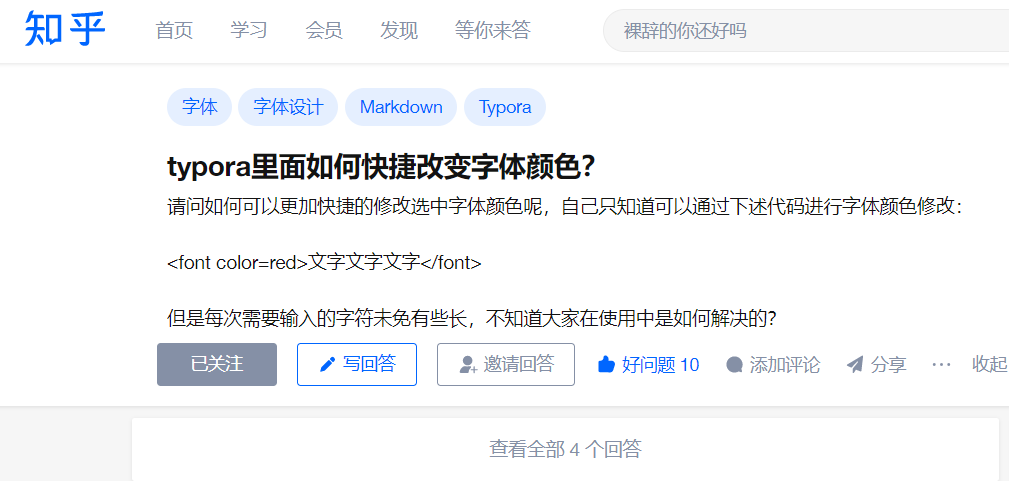 知乎 首页 学习 会员 发现 等你来答 裸辞的你还好吗
字体 字体设计 Markdown Typora
typora里面如何快捷改变字体颜色?
请问如何可以更加快捷的修改选中字体颜色呢，自己只知道可以通过下述代码进行字体颜色修改：
<font color=red>文字文字文字</font>
但是每次需要输入的字符未免有些长，不知道大家在使用中是如何解决的?
已关注 写回答 邀请回答 好问题 10 添加评论 分享 ··· 收起
查看全部 4 个回答